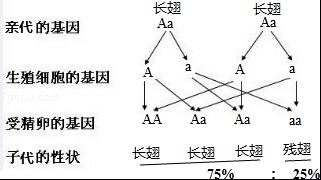 长翅 长翅
亲代的基因 Aa Aa
生殖细胞的基因 A a A a
受精卵的基因 AA Aa Aa aa
子代的性状 长翅 长翅 长翅 残翅
75% : 25%